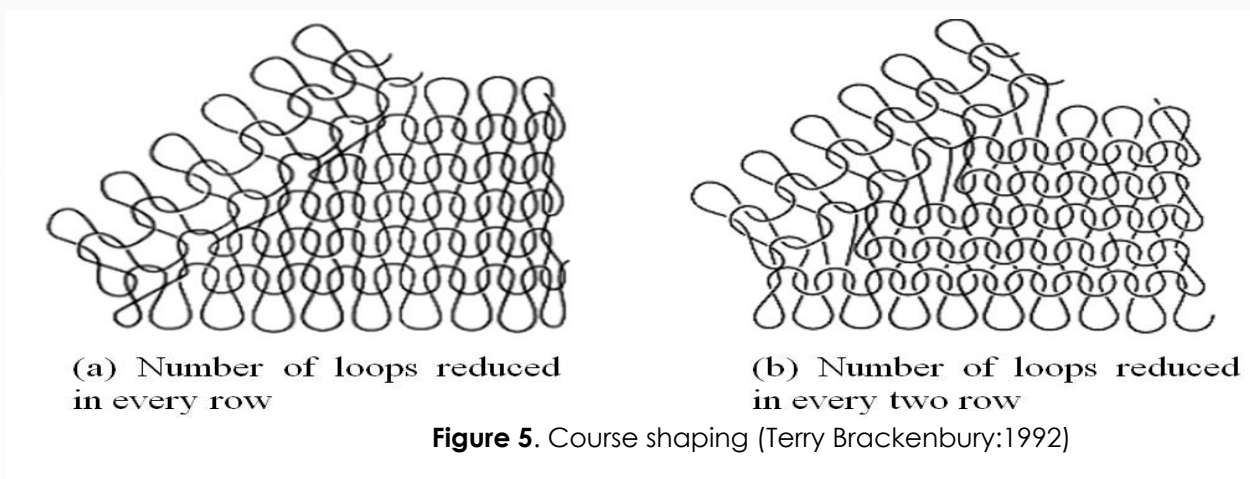 (a) Number of loops reduced
in every row
(b) Number of loops reduced
in every two row
Figure 5. Course shaping (Terry Brackenbury:1992)